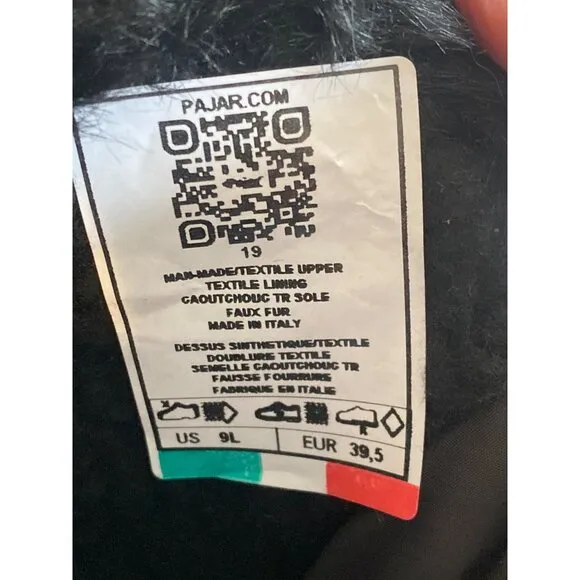 PAJAR.COM
19
MAN-MADE/TEXTILE UPPER
TEXTILE LINING
CAOUTCHOUC TR SOLE
FAUX FUR
MADE IN ITALY
DESSUS SINTHETIQUE/TEXTILE
DOUBLURE TEXTILE
SEMELLE CAOUTCHOUC TR
FAUSSE FOURRURE
FABRIQUE EN ITALIE
US 9L EUR 39,5